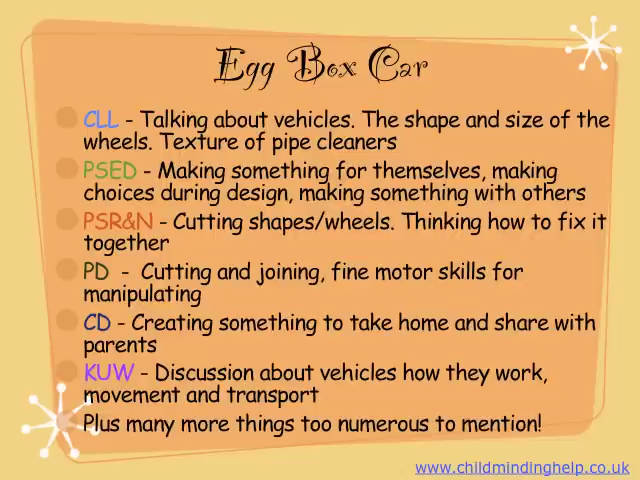 Egg Box Car
CLL - Talking about vehicles. The shape and size of the
wheels. Texture of pipe cleaners
PSED - Making something for themselves, making
choices during design, making something with others
PSR&N - Cutting shapes/wheels. Thinking how to fix it
together
PD - Cutting and joining, fine motor skills for
manipulating
CD - Creating something to take home and share with
parents
KUW - Discussion about vehicles how they work,
movement and transport
Plus many more things too numerous to mention!
www.childmindinghelp.co.uk